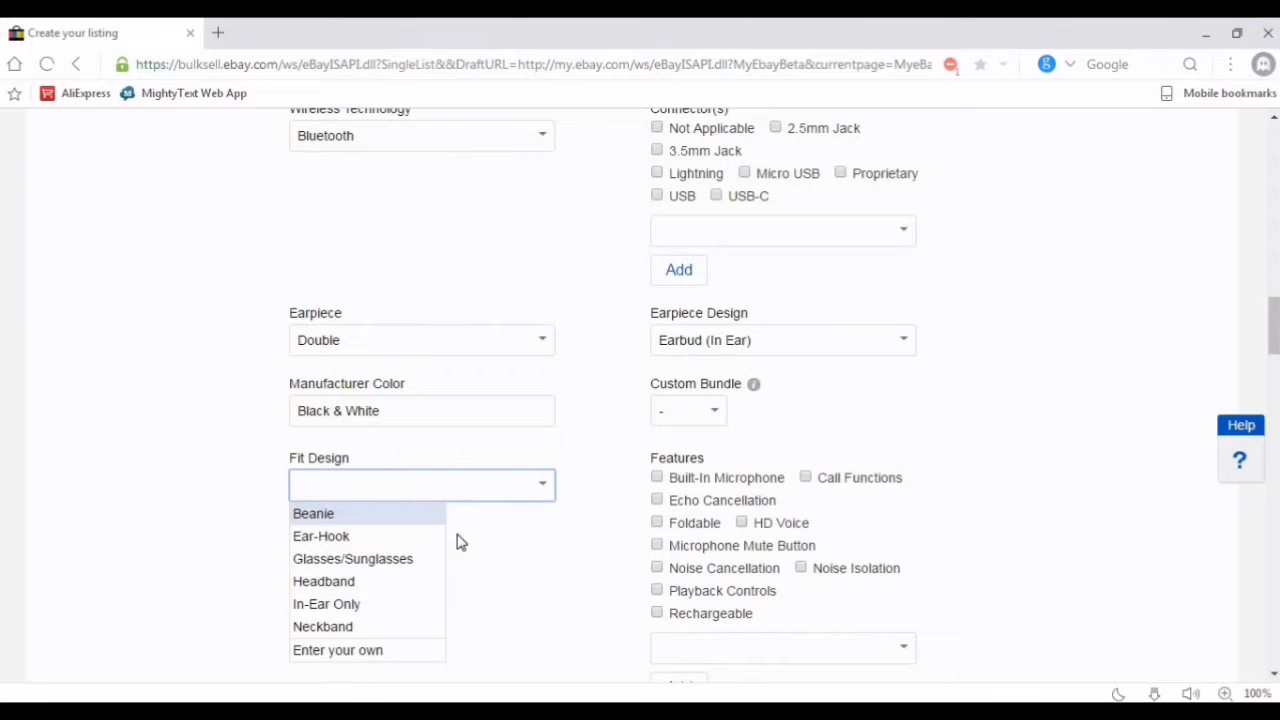 Create your listing
https://bulksell.ebay.com/ws/eBayISAPI.dll?SingleList&&DraftURL=http://my.ebay.com/ws/eBayISAPI.dll?MyEbayBeta&currentpage=MyeBa
1
g
Google
AliExpress
MightyText Web App
Mobile bookmarks
Wireless Technology
Connector(s)
Bluetooth
Not Applicable 2.5mm Jack
3.5mm Jack
Lightning Micro USB Proprietary
USB USB-C
Add
Earpiece
Earpiece Design
Double
Earbud (In Ear)
Manufacturer Color
Custom Bundle i
Black & White
-
Help
?
Fit Design
Features
Built-In Microphone Call Functions
Echo Cancellation
Foldable HD Voice
Microphone Mute Button
Noise Cancellation Noise Isolation
Playback Controls
Rechargeable
Beanie
Ear-Hook
Glasses/Sunglasses
Headband
In-Ear Only
Neckband
Enter your own
100%